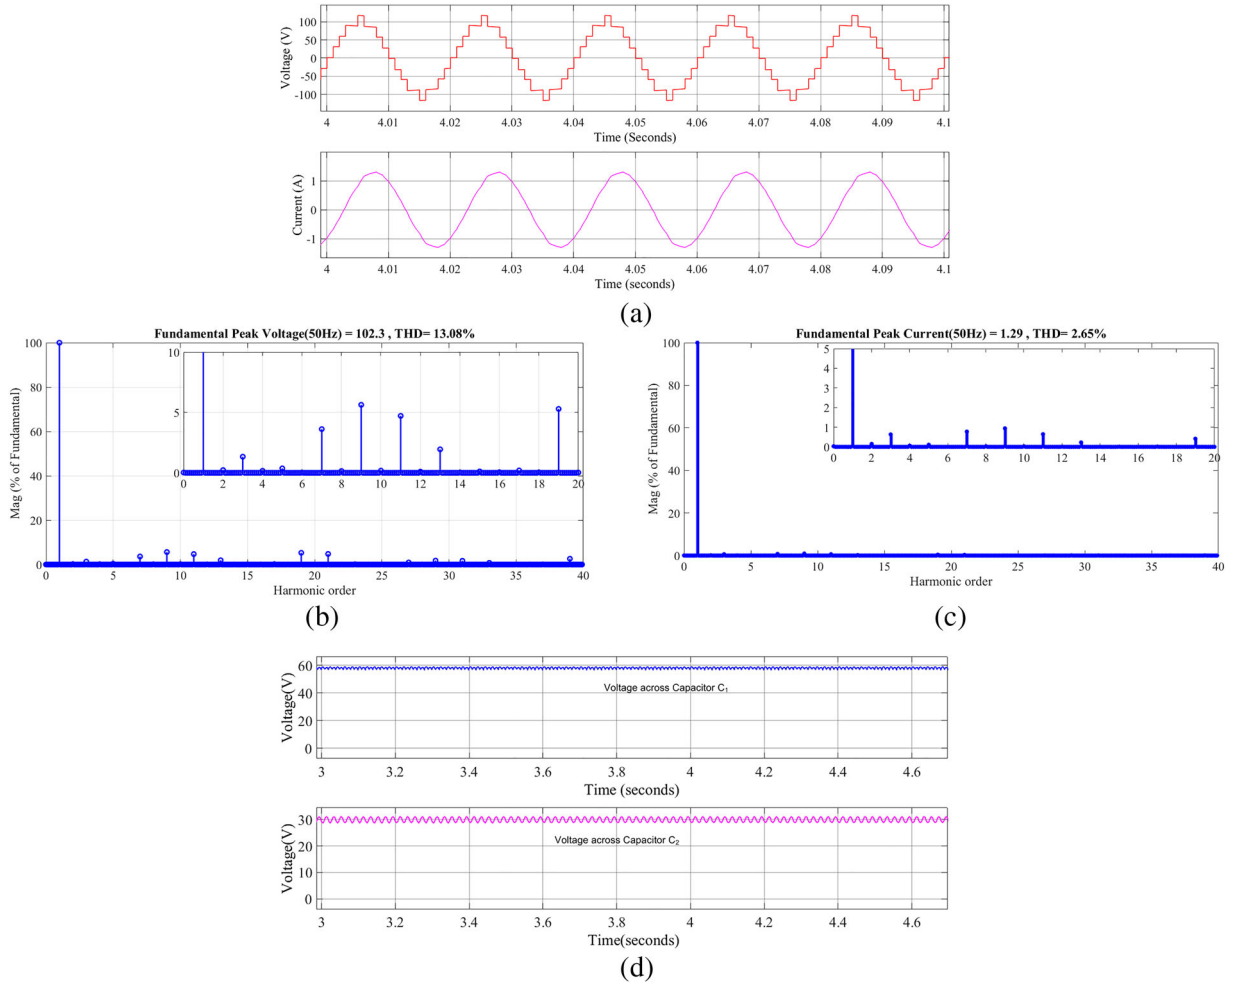 Voltage (V)
100
50
0
-50
-100
4 4.01 4.02 4.03 4.04 4.05 4.06 4.07 4.08 4.09 4.1
Time (Seconds)
Current (A)
1
0
-1
4 4.01 4.02 4.03 4.04 4.05 4.06 4.07 4.08 4.09 4.1
Time (seconds)
(a)
Fundamental Peak Voltage(50Hz) = 102.3 , THD= 13.08%
Mag (% of Fundamental)
100
80
60
40
20
0
0 5 10 15 20 25 30 35 40
Harmonic order
10
5
0
0 2 4 6 8 10 12 14 16 18 20
(b)
Fundamental Peak Current(50Hz) = 1.29 , THD= 2.65%
Mag (% of Fundamental)
100
80
60
40
20
0
0 5 10 15 20 25 30 35 40
Harmonic order
5
4
3
2
1
0
0 2 4 6 8 10 12 14 16 18 20
(c)
Voltage(V)
60
40
20
0
Voltage across Capacitor C₁
3 3.2 3.4 3.6 3.8 4 4.2 4.4 4.6
Time (seconds)
Voltage(V)
30
20
10
0
Voltage across Capacitor C₂
3 3.2 3.4 3.6 3.8 4 4.2 4.4 4.6
Time(seconds)
(d)